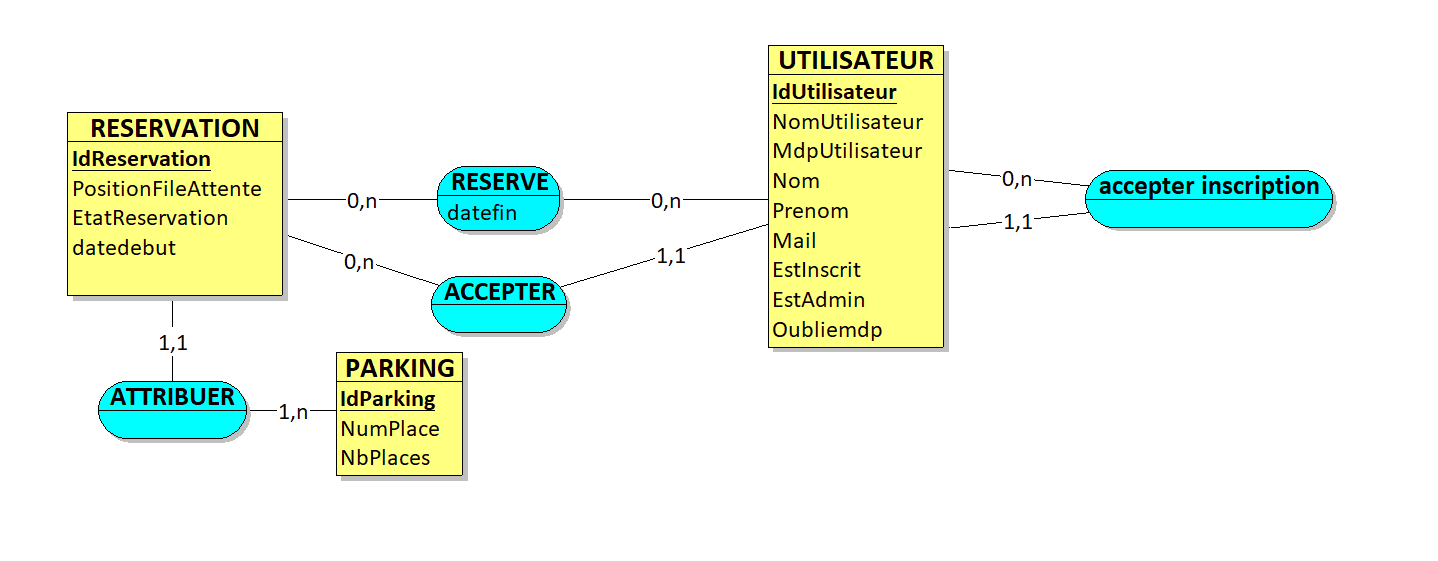 RESERVATION
IdReservation
PositionFileAttente
EtatReservation
datedebut
0,n
RESERVE
datefin
0,n
0,n
ACCEPTER
1,1
UTILISATEUR
IdUtilisateur
NomUtilisateur
MdpUtilisateur
Nom
Prenom
Mail
EstInscrit
EstAdmin
Oubliemdp
0,n
accepter inscription
1,1
1,1
ATTRIBUER
1,n
PARKING
IdParking
NumPlace
NbPlaces